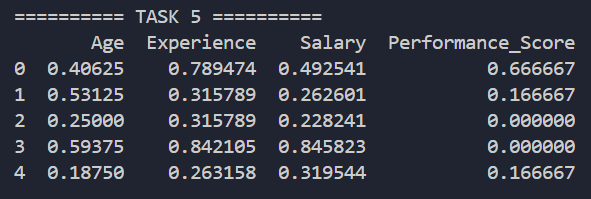 ========== TASK 5 ==========
Age Experience Salary Performance_Score
0 0.40625 0.789474 0.492541 0.666667
1 0.53125 0.315789 0.262601 0.166667
2 0.25000 0.315789 0.228241 0.000000
3 0.59375 0.842105 0.845823 0.000000
4 0.18750 0.263158 0.319544 0.166667